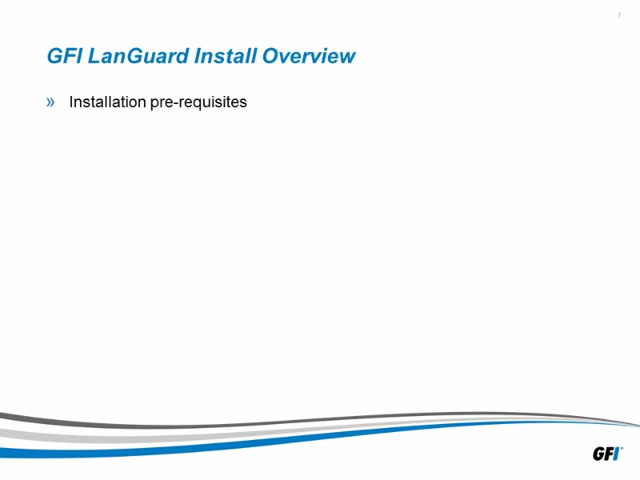 GFI LanGuard Install Overview
» Installation pre-requisites
GFI